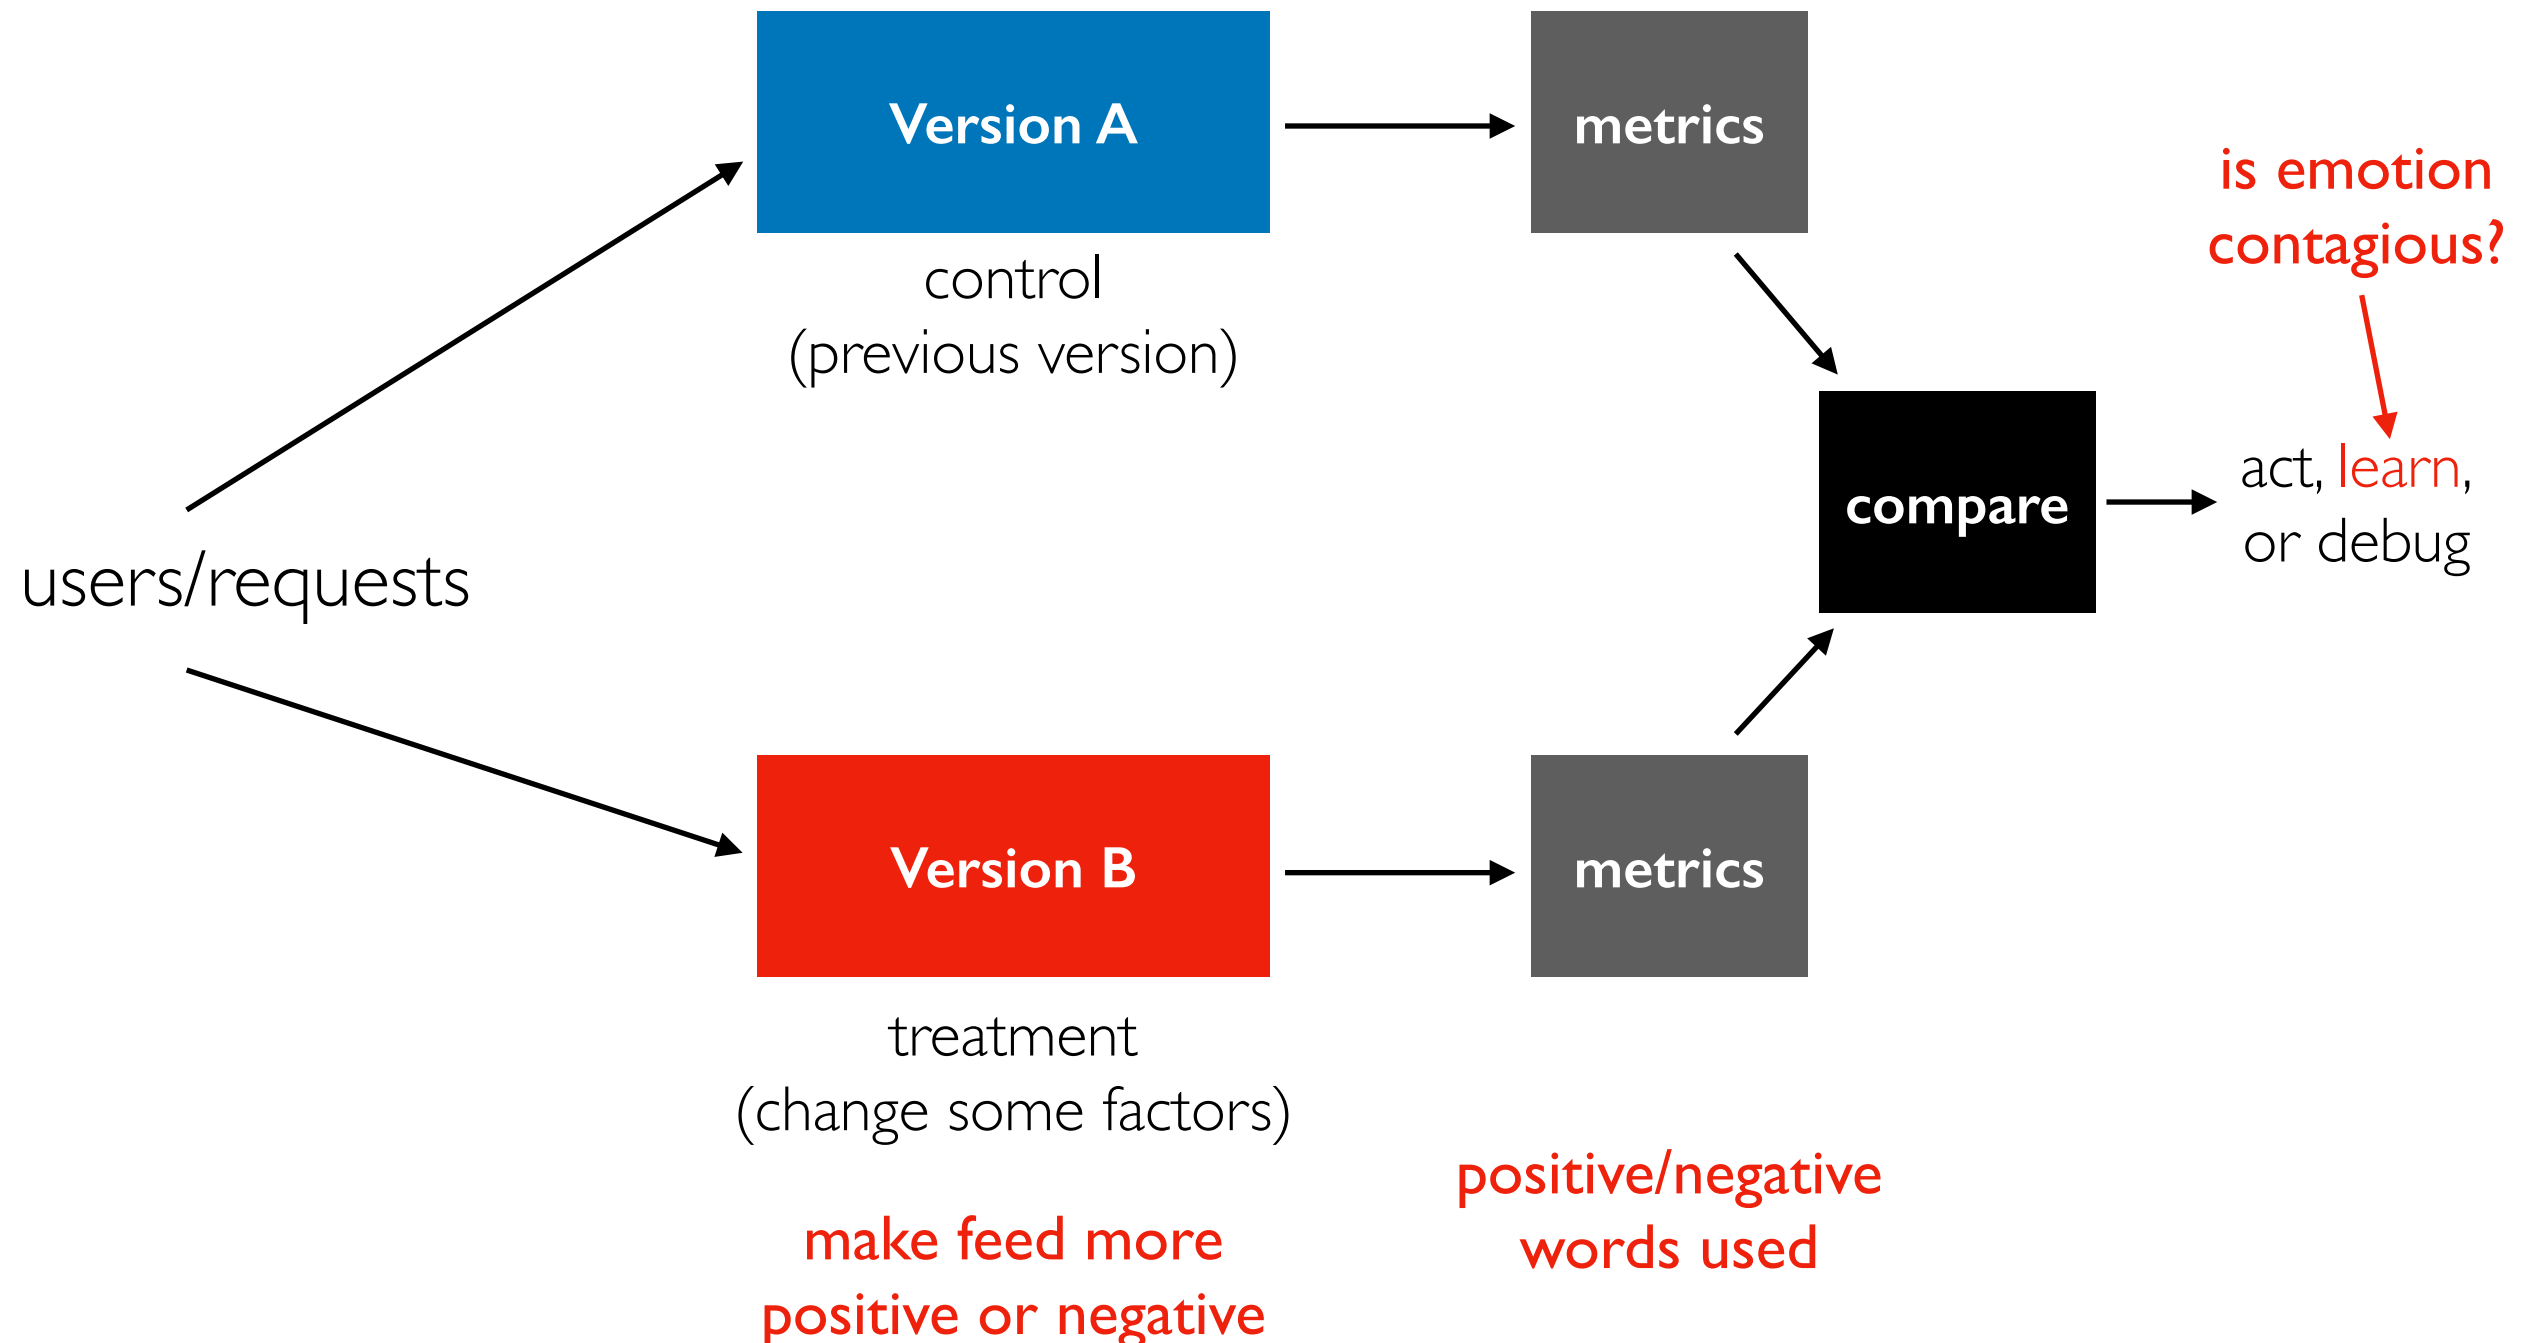 Version A
metrics
control
(previous version)
is emotion
contagious?
users/requests
compare
act, learn,
or debug
Version B
metrics
treatment
(change some factors)
make feed more
positive or negative
positive/negative
words used